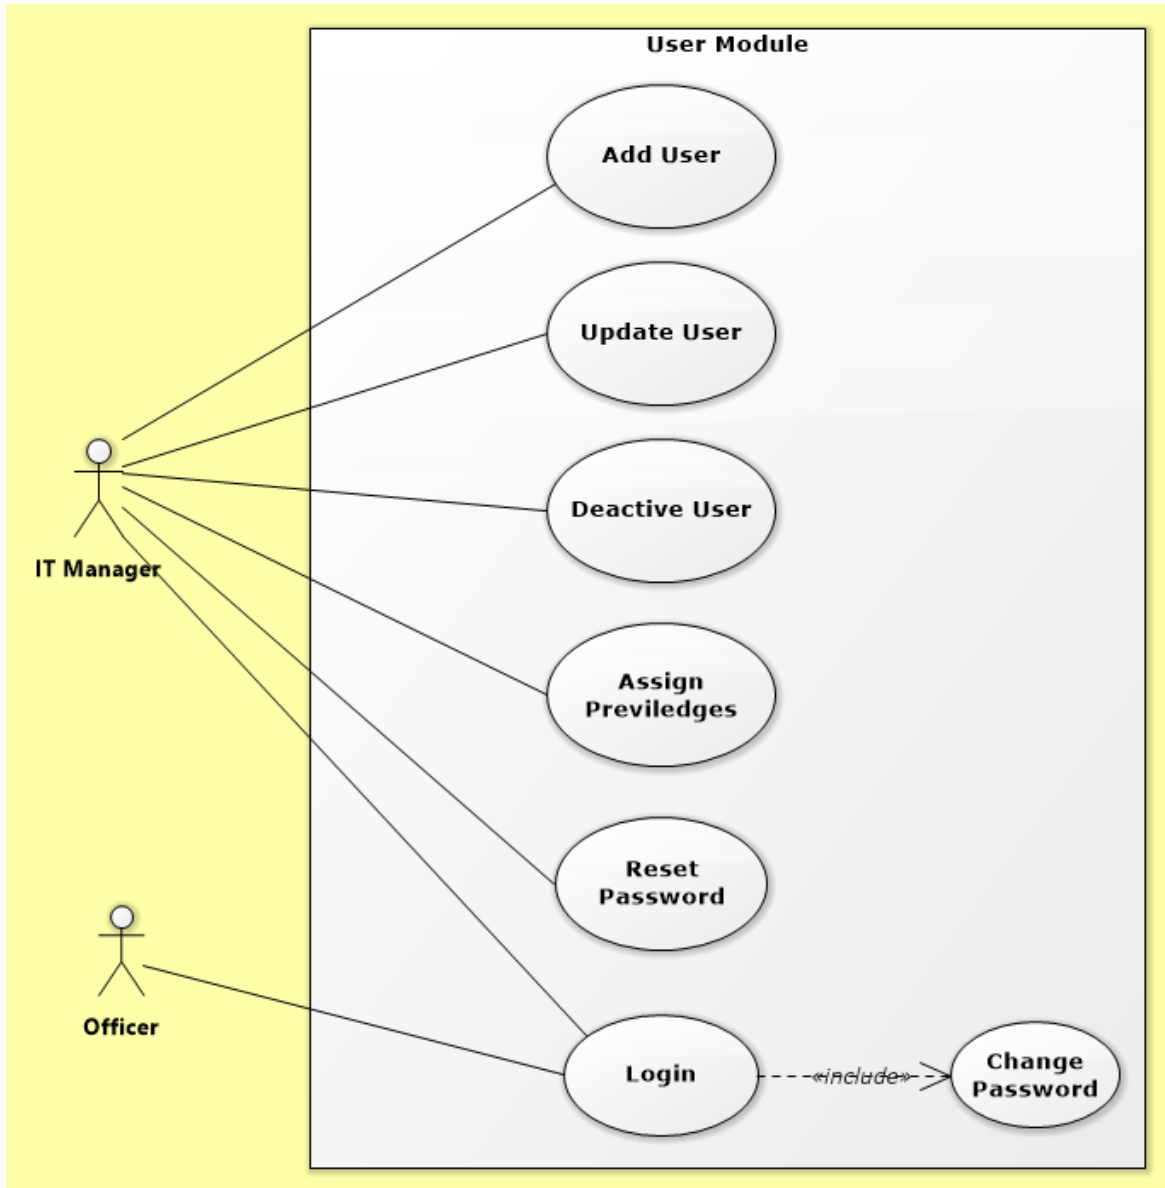 User Module
Add User
Update User
Deactive User
IT Manager
Assign
Previledges
Reset
Password
Officer
Login
«include»
Change
Password